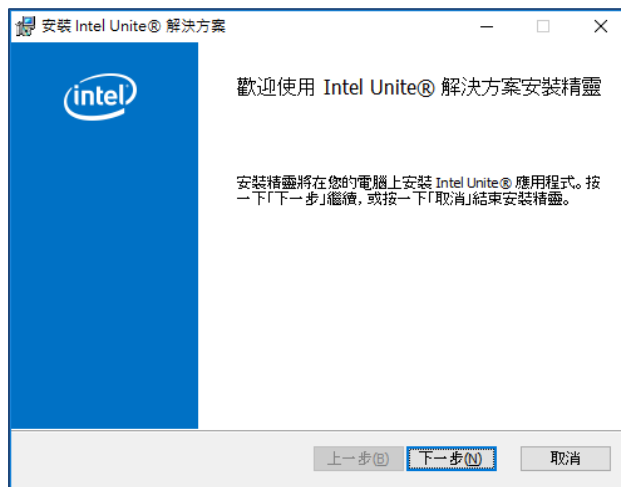 安裝 Intel Unite® 解決方案
intel
歡迎使用 Intel Unite® 解決方案安裝精靈
安裝精靈將在您的電腦上安裝 Intel Unite® 應用程式。按
一下「下一步」繼續, 或按一下「取消」結束安裝精靈。
上一步(B) 下一步(N) 取消